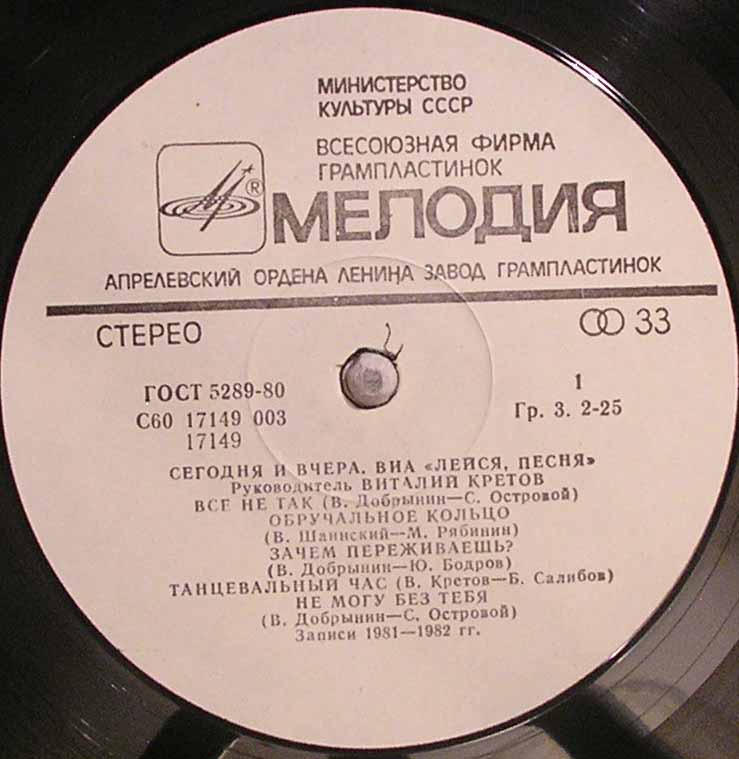 МИНИСТЕРСТВО
КУЛЬТУРЫ СССР
ВСЕСОЮЗНАЯ ФИРМА
ГРАМПЛАСТИНОК
®
МЕЛОДИЯ
АПРЕЛЕВСКИЙ ОРДЕНА ЛЕНИНА ЗАВОД ГРАМПЛАСТИНОК
СТЕРЕО 33
ГОСТ 5289-80 1
С60 17149 003 Гр. 3. 2-25
17149
СЕГОДНЯ И ВЧЕРА. ВИА «ЛЕЙСЯ, ПЕСНЯ»
Руководитель ВИТАЛИЙ КРЕТОВ
ВСЕ НЕ ТАК (В. Добрынин—С. Островой)
ОБРУЧАЛЬНОЕ КОЛЬЦО
(В. Шаинский—М. Рябинин)
ЗАЧЕМ ПЕРЕЖИВАЕШЬ?
(В. Добрынин—Ю. Бодров)
ТАНЦЕВАЛЬНЫЙ ЧАС (В. Кретов—Б. Салибов)
НЕ МОГУ БЕЗ ТЕБЯ
(В. Добрынин—С. Островой)
Записи 1981—1982 гг.